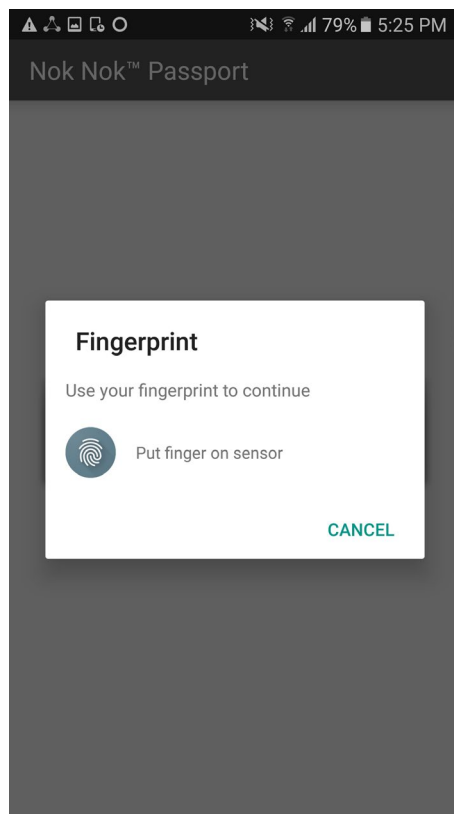 79% 5:25 PM
Nok Nok™ Passport
Fingerprint
Use your fingerprint to continue
Put finger on sensor
CANCEL